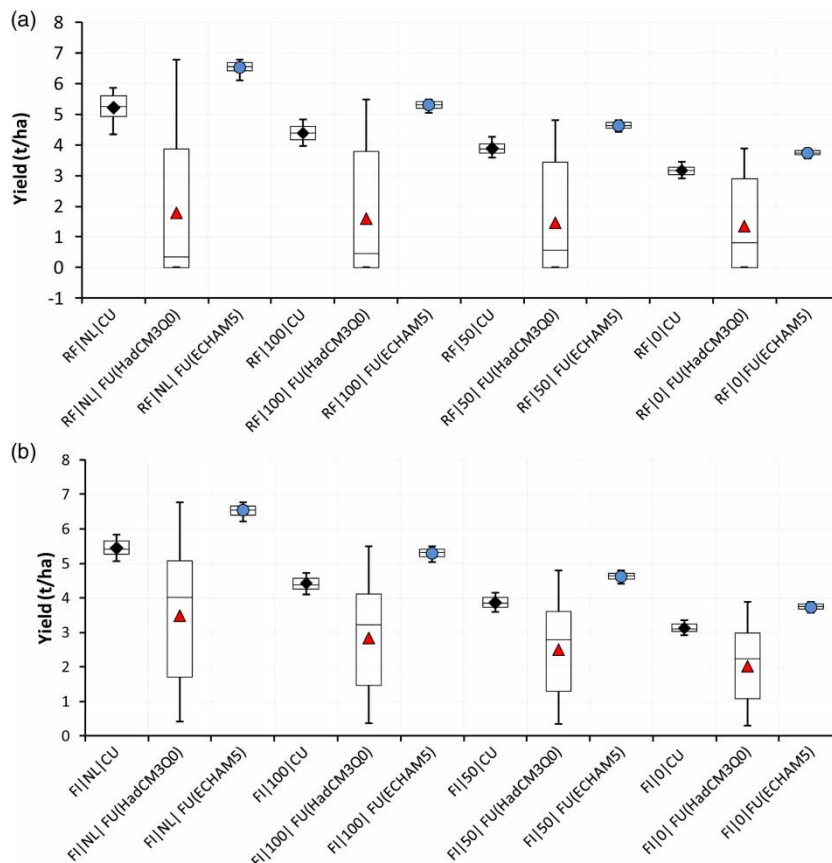 (a)
Yield (t/ha)
8
7
6
5
4
3
2
1
0
-1
RF|NL|CU
RF|NL| FU(HadCM3Q0)
RF|NL| FU(ECHAM5)
RF|100|CU
RF|100| FU(HadCM3Q0)
RF|100| FU(ECHAM5)
RF|50|CU
RF|50| FU(HadCM3Q0)
RF|50| FU(ECHAM5)
RF|0|CU
RF|0| FU(HadCM3Q0)
RF|0|FU(ECHAM5)
(b)
Yield (t/ha)
8
7
6
5
4
3
2
1
0
FI|NL|CU
FI|NL| FU(HadCM3Q0)
FI|NL| FU(ECHAM5)
FI|100|CU
FI|100| FU(HadCM3Q0)
FI|100| FU(ECHAM5)
FI|50|CU
FI|50| FU(HadCM3Q0)
FI|50| FU(ECHAM5)
FI|0|CU
FI|0| FU(HadCM3Q0)
FI|0|FU(ECHAM5)